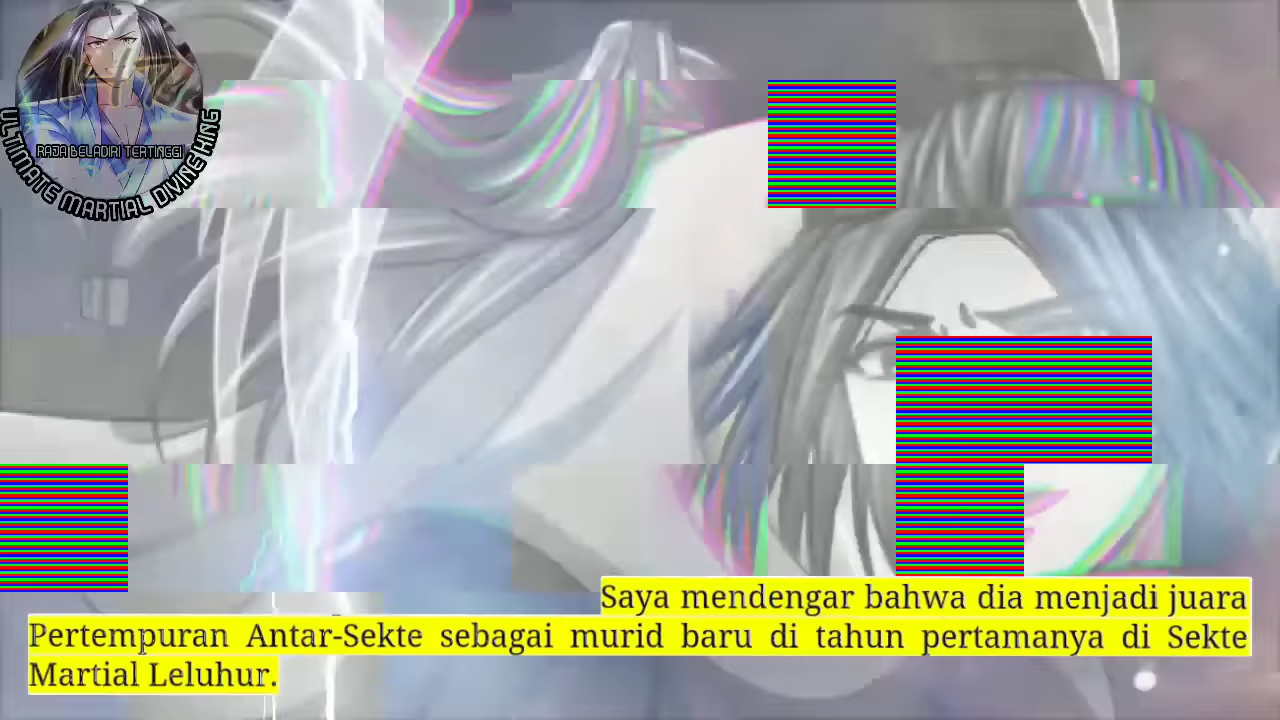 RAJA BELADIRI TERTINGGI
ULTIMATE MARTIAL DIVINE KING
Saya mendengar bahwa dia menjadi juara
Pertempuran Antar-Sekte sebagai murid baru di tahun pertamanya di Sekte
Martial Leluhur.